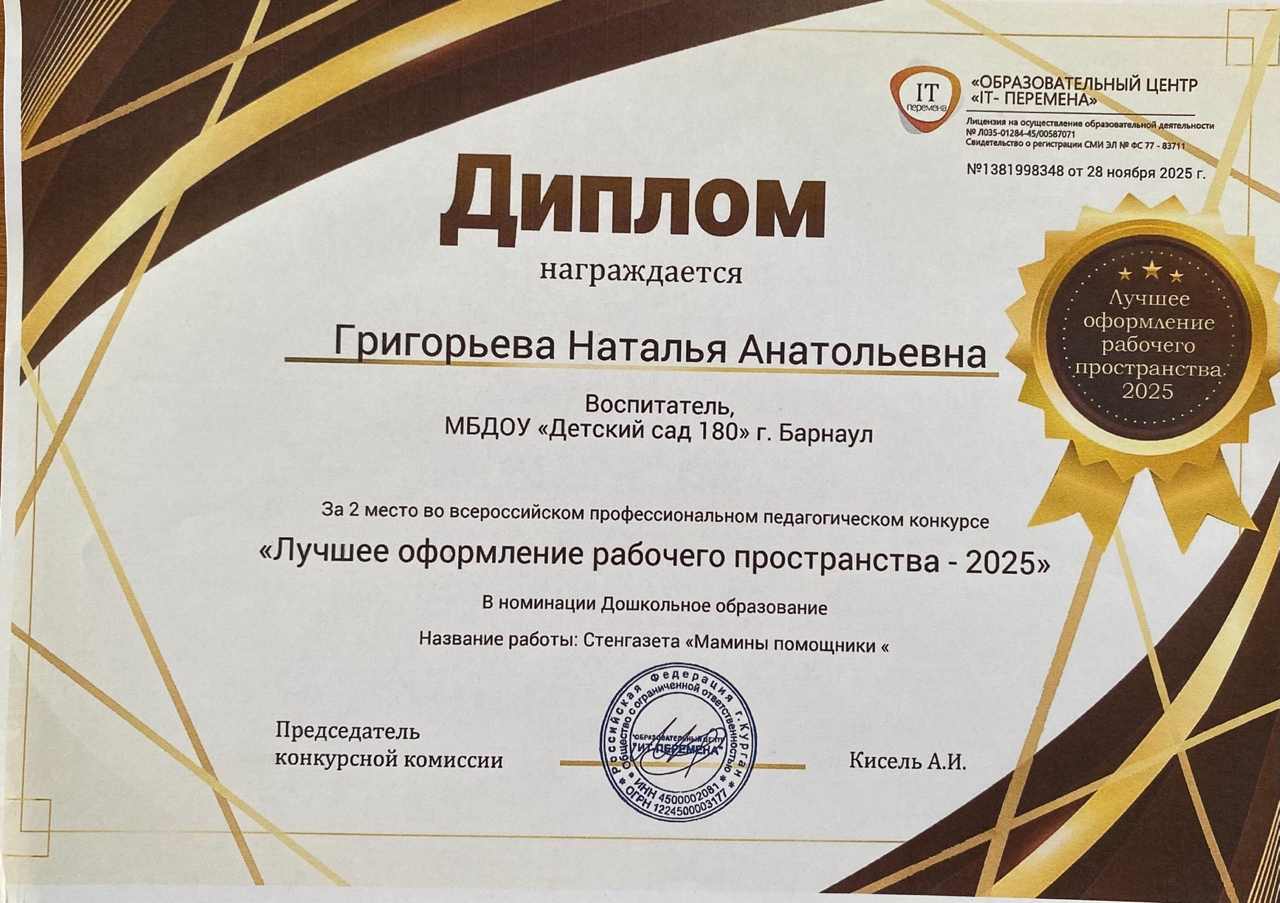 IT
перемена
«ОБРАЗОВАТЕЛЬНЫЙ ЦЕНТР
«IT- ПЕРЕМЕНА»
Лицензия на осуществление образовательной деятельности
№ Л035-01284-45/00587071
Свидетельство о регистрации СМИ ЭЛ № ФС 77 - 83711
№1381998348 от 28 ноября 2025 г.
Диплом
награждается
Григорьева Наталья Анатольевна
Лучшее
оформление
рабочего
пространства
2025
Воспитатель,
МБДОУ «Детский сад 180» г. Барнаул
За 2 место во всероссийском профессиональном педагогическом конкурсе
«Лучшее оформление рабочего пространства - 2025»
В номинации Дошкольное образование
Название работы: Стенгазета «Мамины помощники «
Председатель
конкурсной комиссии
Российская Федерация г.Курган
Общество с ограниченной ответственностью
"ИТ-ПЕРЕМЕНА"
ИНН 4500002081
ОГРН 1224500003177
Кисель А.И.